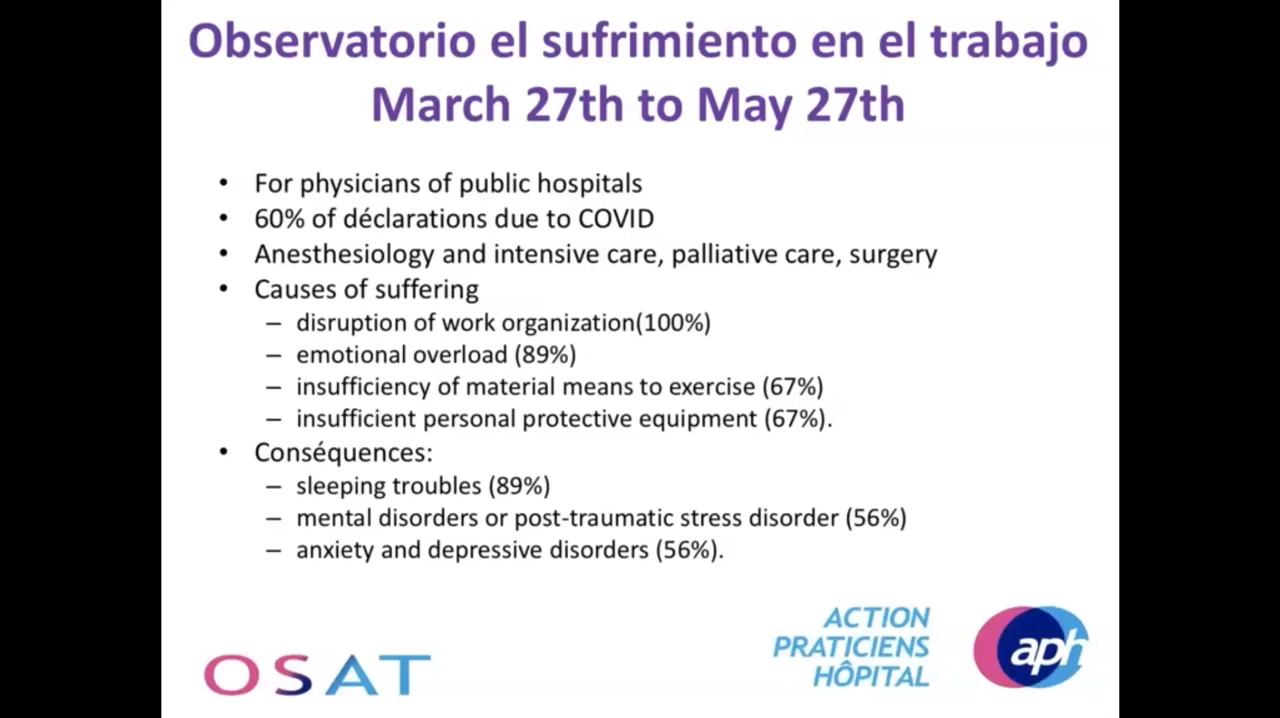 Observatorio el sufrimiento en el trabajo
March 27th to May 27th
• For physicians of public hospitals
• 60% of déclarations due to COVID
• Anesthesiology and intensive care, palliative care, surgery
• Causes of suffering
– disruption of work organization(100%)
– emotional overload (89%)
– insufficiency of material means to exercise (67%)
– insufficient personal protective equipment (67%).
• Conséquences:
– sleeping troubles (89%)
– mental disorders or post-traumatic stress disorder (56%)
– anxiety and depressive disorders (56%).
OSAT
ACTION
PRATICIENS
HÔPITAL
aph